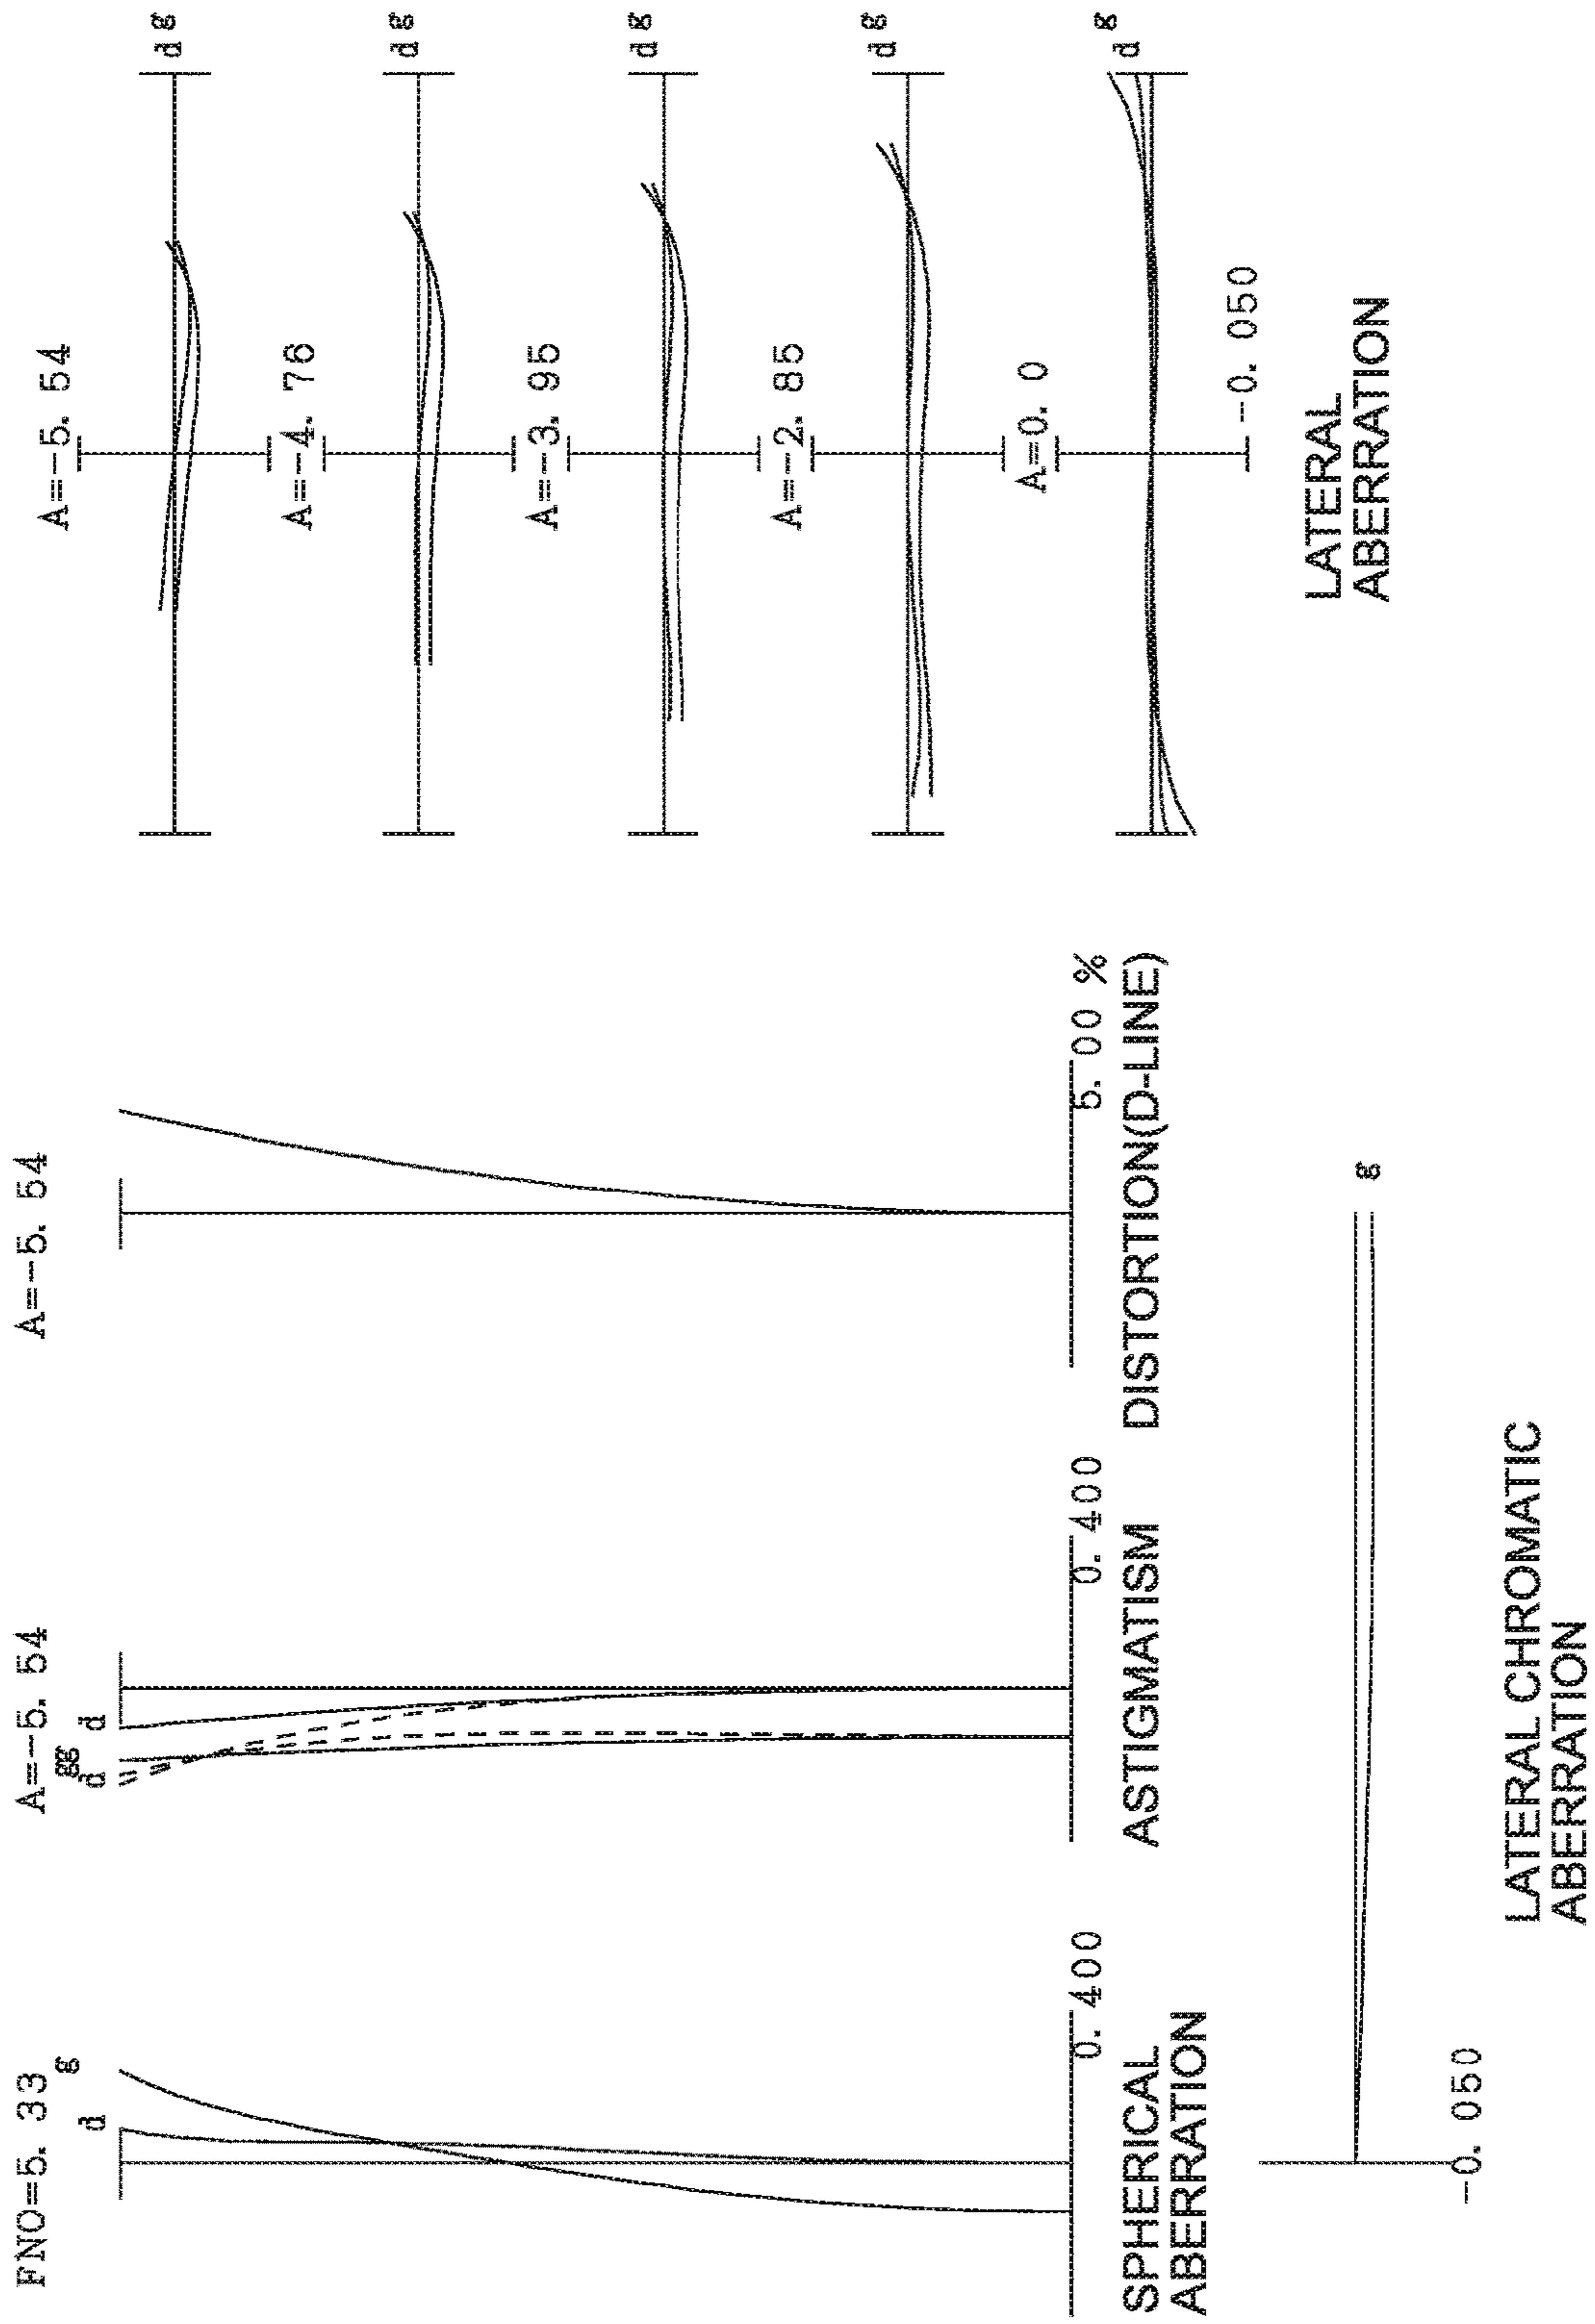 FNO=5. 33
d
g
0. 400
SPHERICAL
ABERRATION
A=-5. 54
gg
d d
0. 400
ASTIGMATISM
A=-5. 54
5. 00 %
DISTORTION(D-LINE)
g
-0. 050
LATERAL CHROMATIC
ABERRATION
A=-5. 54
d g
A=-4. 76
d g
A=-3. 95
d g
A=-2. 85
d g
A=0. 0
d g
-0. 050
LATERAL
ABERRATION